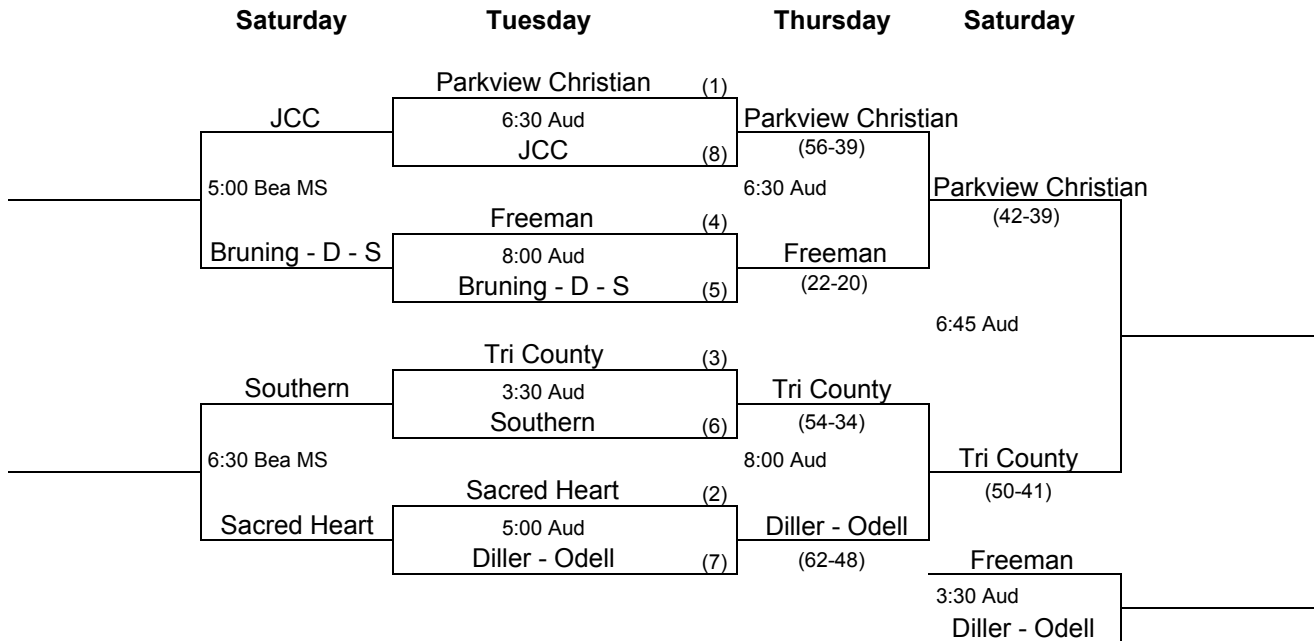 Saturday Tuesday Thursday Saturday
Parkview Christian (1)
JCC 6:30 Aud Parkview Christian
JCC (8) (56-39)
5:00 Bea MS 6:30 Aud Parkview Christian
Freeman (4) (42-39)
Bruning - D - S 8:00 Aud Freeman
Bruning - D - S (5) (22-20)
6:45 Aud
Tri County (3)
Southern 3:30 Aud Tri County
Southern (6) (54-34)
6:30 Bea MS 8:00 Aud Tri County
Sacred Heart (2) (50-41)
Sacred Heart 5:00 Aud Diller - Odell
Diller - Odell (7) (62-48) Freeman
3:30 Aud
Diller - Odell